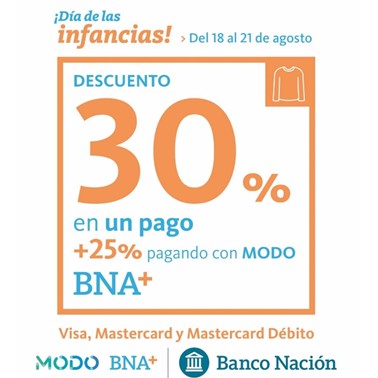 ¡Día de las
infancias! > Del 18 al 21 de agosto
DESCUENTO
30%
en un pago
+25% pagando con MODO
BNA+
Visa, Mastercard y Mastercard Débito
MODO BNA+ | Banco Nación